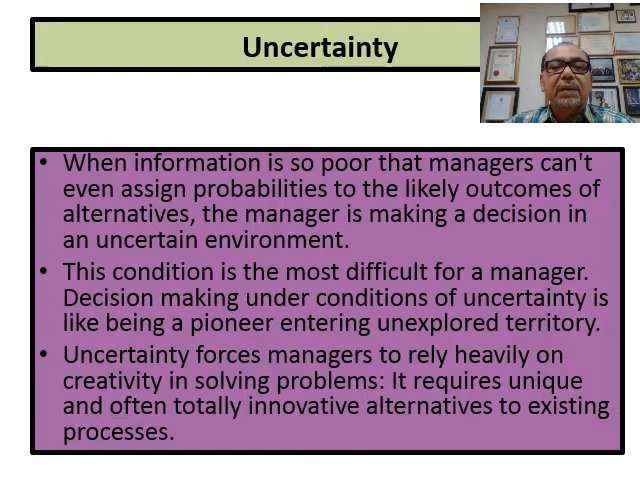 Uncertainty
• When information is so poor that managers can't
even assign probabilities to the likely outcomes of
alternatives, the manager is making a decision in
an uncertain environment.
• This condition is the most difficult for a manager.
Decision making under conditions of uncertainty is
like being a pioneer entering unexplored territory.
• Uncertainty forces managers to rely heavily on
creativity in solving problems: It requires unique
and often totally innovative alternatives to existing
processes.